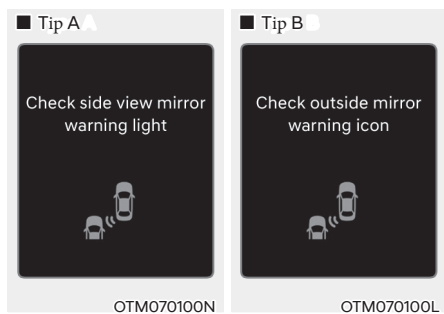 ■ Tip A
Check side view mirror
warning light
OTM070100N
■ Tip B
Check outside mirror
warning icon
OTM070100L